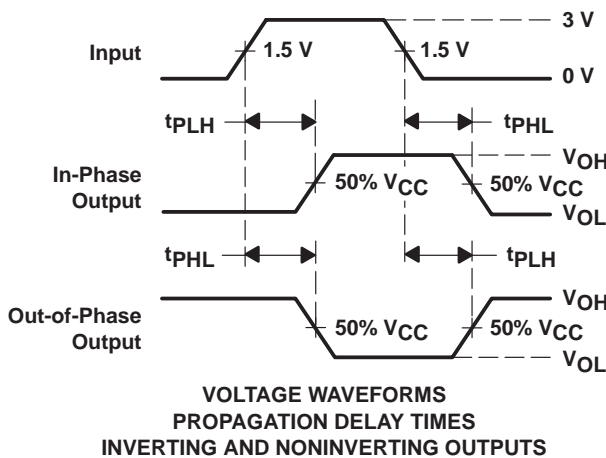 3 V
Input
1.5 V
1.5 V
0 V
tPLH
tPHL
In-Phase
Output
VOH
50% VCC
50% VCC
VOL
tPHL
tPLH
Out-of-Phase
Output
VOH
50% VCC
50% VCC
VOL
VOLTAGE WAVEFORMS
PROPAGATION DELAY TIMES
INVERTING AND NONINVERTING OUTPUTS